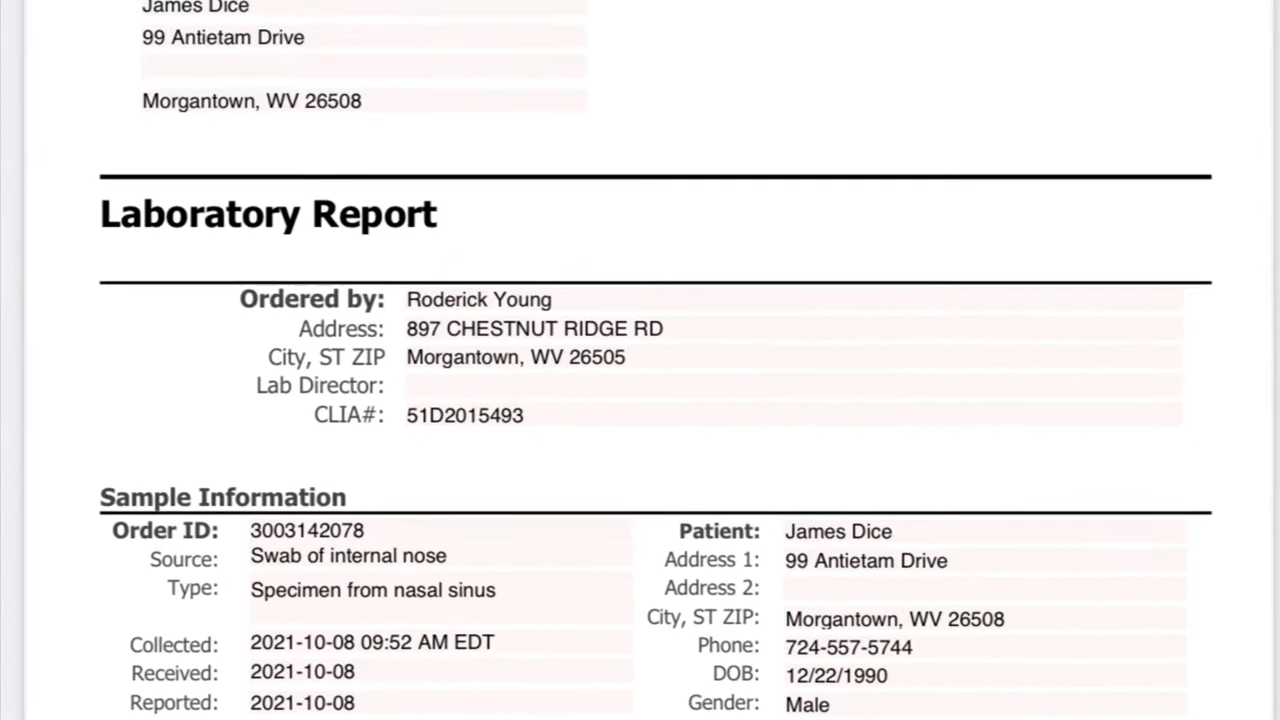 James Dice
99 Antietam Drive
Morgantown, WV 26508
Laboratory Report
Ordered by: Roderick Young
Address: 897 CHESTNUT RIDGE RD
City, ST ZIP Morgantown, WV 26505
Lab Director:
CLIA#: 51D2015493
Sample Information
Order ID: 3003142078
Source: Swab of internal nose
Type: Specimen from nasal sinus
Collected: 2021-10-08 09:52 AM EDT
Received: 2021-10-08
Reported: 2021-10-08
Patient: James Dice
Address 1: 99 Antietam Drive
Address 2:
City, ST ZIP: Morgantown, WV 26508
Phone: 724-557-5744
DOB: 12/22/1990
Gender: Male